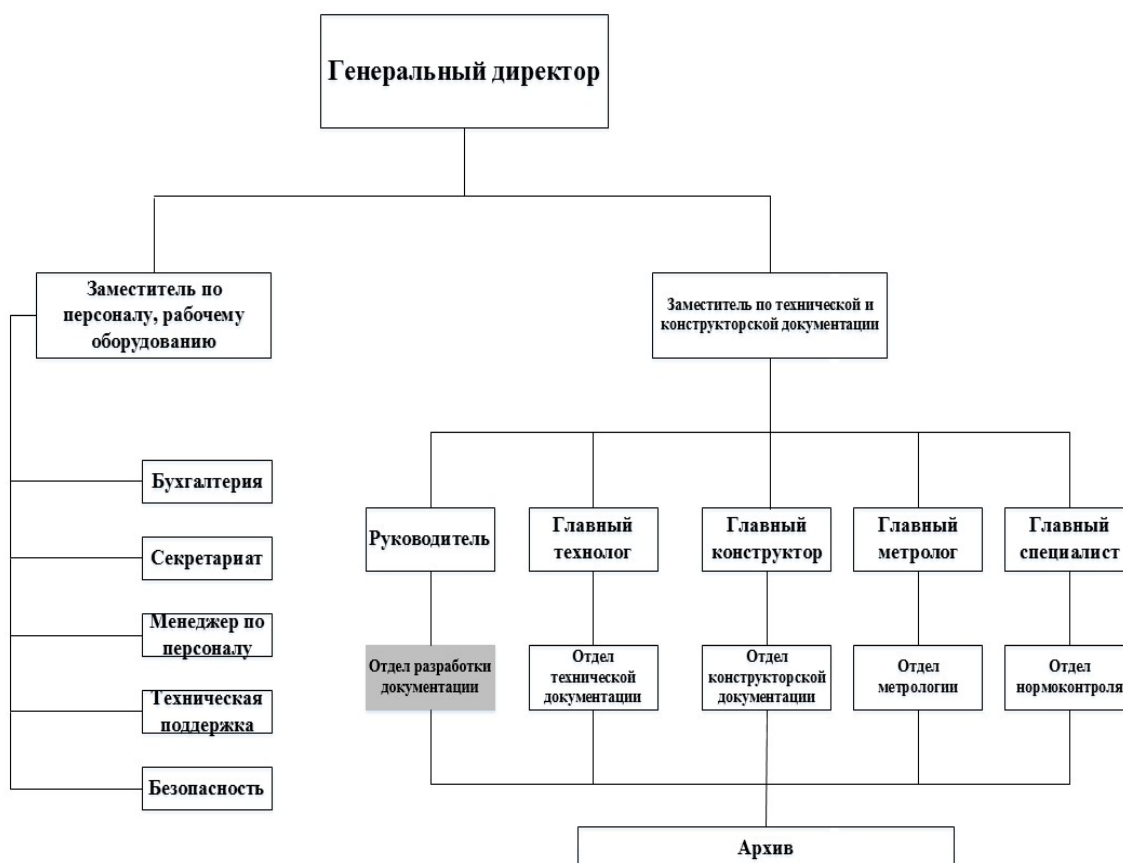 Генеральный директор
Заместитель по
персоналу, рабочему
оборудованию
Заместитель по технической и
конструкторской документации
Бухгалтерия
Секретариат
Менеджер по
персоналу
Техническая
поддержка
Безопасность
Руководитель
Главный
технолог
Главный
конструктор
Главный
метролог
Главный
специалист
Отдел разработки
документации
Отдел
технической
документации
Отдел
конструкторской
документации
Отдел
метрологии
Отдел
нормоконтроля
Архив